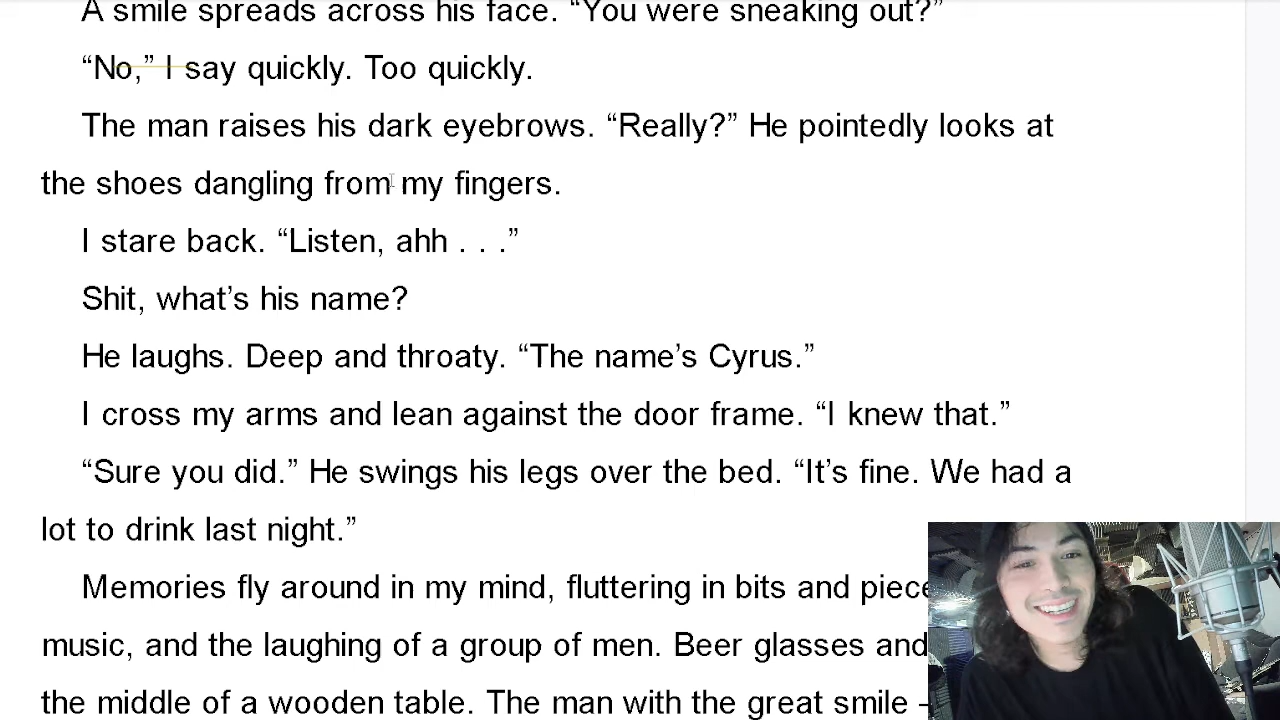 A smile spreads across his face. “You were sneaking out?”
“No,” I say quickly. Too quickly.
The man raises his dark eyebrows. “Really?” He pointedly looks at
the shoes dangling from my fingers.
I stare back. “Listen, ahh . . .”
Shit, what’s his name?
He laughs. Deep and throaty. “The name’s Cyrus.”
I cross my arms and lean against the door frame. “I knew that.”
“Sure you did.” He swings his legs over the bed. “It’s fine. We had a
lot to drink last night.”
Memories fly around in my mind, fluttering in bits and
music, and the laughing of a group of men. Beer glasses and
the middle of a wooden table. The man with the great smile